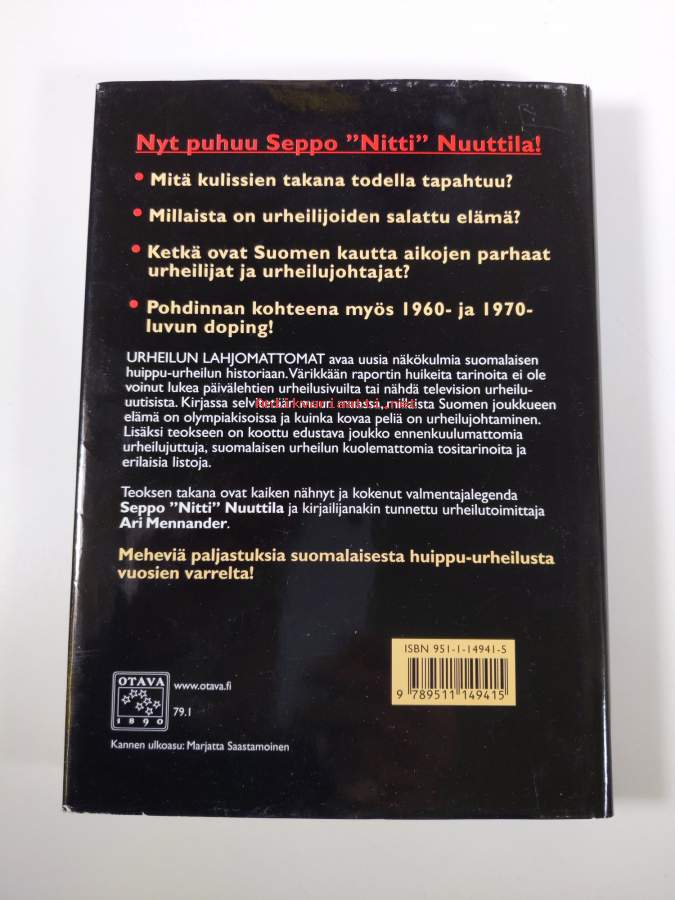 Nyt puhuu Seppo ”Nitti” Nuuttila!
• Mitä kulissien takana todella tapahtuu?
• Millaista on urheilijoiden salattu elämä?
• Ketkä ovat Suomen kautta aikojen parhaat
urheilijat ja urheilujohtajat?
• Pohdinnan kohteena myös 1960- ja 1970-
luvun doping!
URHEILUN LAHJOMATTOMAT avaa uusia näkökulmia suomalaisen
huippu-urheilun historiaan. Värikkään raportin huikeita tarinoita ei ole
voinut lukea päivälehtien urheilusivuilta tai nähdä television urheilu-
uutisista. Kirjassa selvitetään muun muassa, millaista Suomen joukkueen
elämä on olympiakisoissa ja kuinka kovaa peliä on urheilujohtaminen.
Lisäksi teokseen on koottu edustava joukko ennenkuulumattomia
urheilujuttuja, suomalaisen urheilun kuolemattomia tositarinoita ja
erilaisia listoja.
Teoksen takana ovat kaiken nähnyt ja kokenut valmentajalegenda
Seppo ”Nitti” Nuuttila ja kirjailijanakin tunnettu urheilutoimittaja
Ari Mennander.
Meheviä paljastuksia suomalaisesta huippu-urheilusta
vuosien varrelta!
ISBN 951-1-14941-5
9 789511 149415
OTAVA
1890
www.otava.fi
79.1
Kannen ulkoasu: Marjatta Saastamoinen